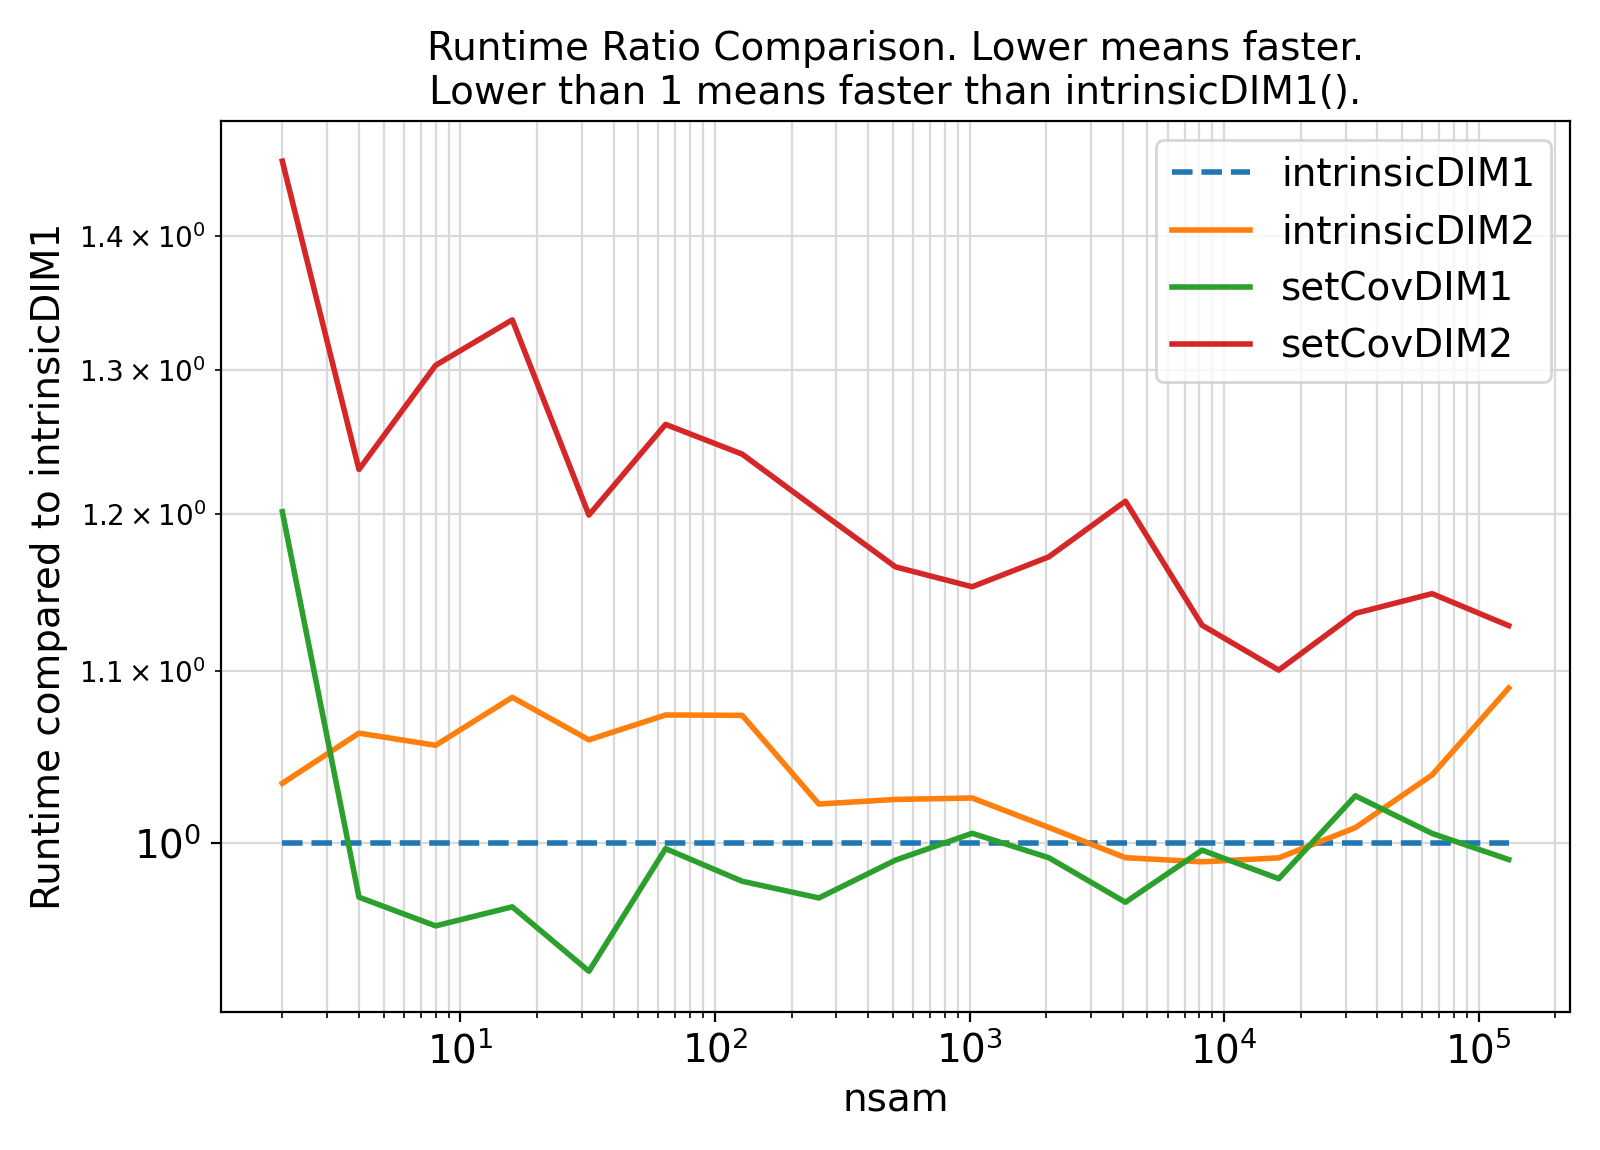 Runtime Ratio Comparison. Lower means faster.
Lower than 1 means faster than intrinsicDIM1().
Runtime compared to intrinsicDIM1
1.4 × 10⁰
1.3 × 10⁰
1.2 × 10⁰
1.1 × 10⁰
10⁰
intrinsicDIM1
intrinsicDIM2
setCovDIM1
setCovDIM2
10¹ 10² 10³ 10⁴ 10⁵
nsam